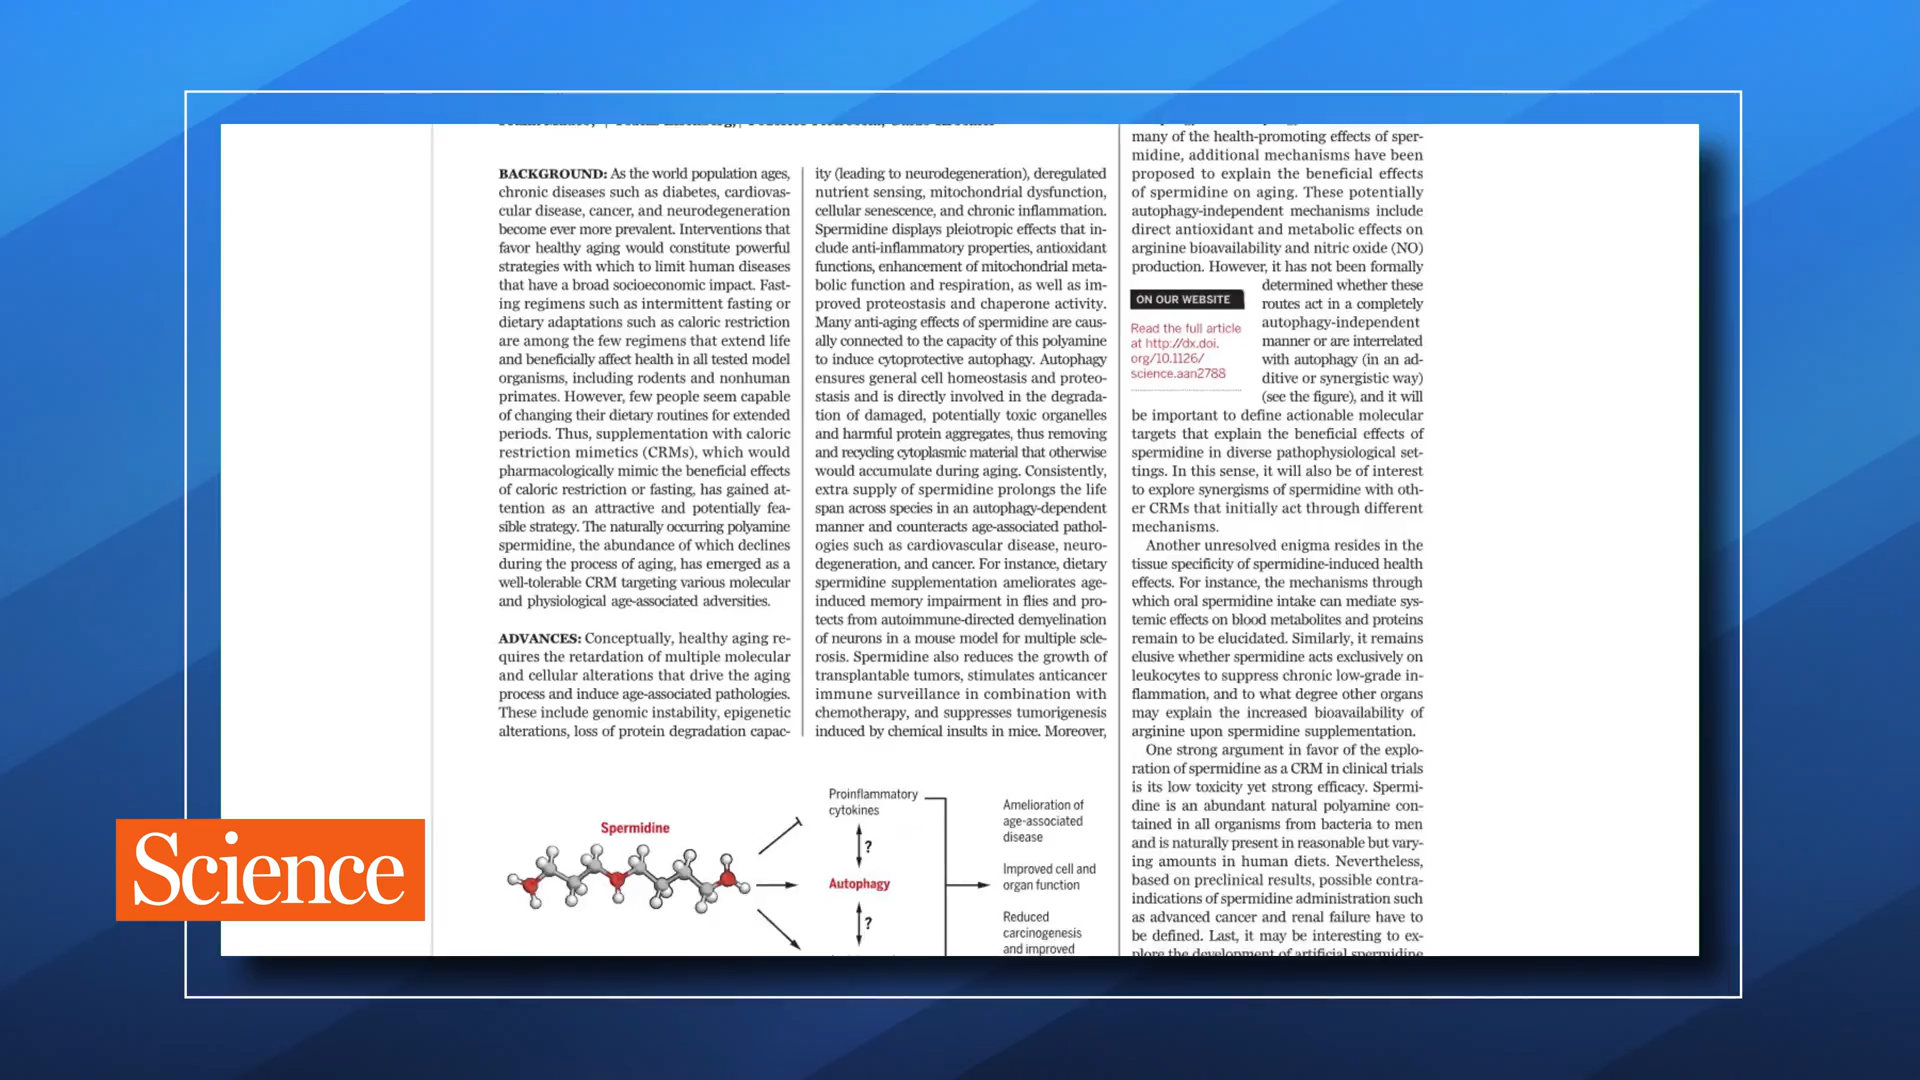 BACKGROUND: As the world population ages,
chronic diseases such as diabetes, cardiovas-
cular disease, cancer, and neurodegeneration
become ever more prevalent. Interventions that
favor healthy aging would constitute powerful
strategies with which to limit human diseases
that have a broad socioeconomic impact. Fast-
ing regimens such as intermittent fasting or
dietary adaptations such as caloric restriction
are among the few regimens that extend life
and beneficially affect health in all tested model
organisms, including rodents and nonhuman
primates. However, few people seem capable
of changing their dietary routines for extended
periods. Thus, supplementation with caloric
restriction mimetics (CRMs), which would
pharmacologically mimic the beneficial effects
of caloric restriction or fasting, has gained at-
tention as an attractive and potentially fea-
sible strategy. The naturally occurring polyamine
spermidine, the abundance of which declines
during the process of aging, has emerged as a
well-tolerable CRM targeting various molecular
and physiological age-associated adversities.
ADVANCES: Conceptually, healthy aging re-
quires the retardation of multiple molecular
and cellular alterations that drive the aging
process and induce age-associated pathologies.
These include genomic instability, epigenetic
alterations, loss of protein degradation capac-
ity (leading to neurodegeneration), deregulated
nutrient sensing, mitochondrial dysfunction,
cellular senescence, and chronic inflammation.
Spermidine displays pleiotropic effects that in-
clude anti-inflammatory properties, antioxidant
functions, enhancement of mitochondrial meta-
bolic function and respiration, as well as im-
proved proteostasis and chaperone activity.
Many anti-aging effects of spermidine are caus-
ally connected to the capacity of this polyamine
to induce cytoprotective autophagy. Autophagy
ensures general cell homeostasis and proteo-
stasis and is directly involved in the degrada-
tion of damaged, potentially toxic organelles
and harmful protein aggregates, thus removing
and recycling cytoplasmic material that otherwise
would accumulate during aging. Consistently,
extra supply of spermidine prolongs the life
span across species in an autophagy-dependent
manner and counteracts age-associated pathol-
ogies such as cardiovascular disease, neuro-
degeneration, and cancer. For instance, dietary
spermidine supplementation ameliorates age-
induced memory impairment in flies and pro-
tects from autoimmune-directed demyelination
of neurons in a mouse model for multiple scle-
rosis. Spermidine also reduces the growth of
transplantable tumors, stimulates anticancer
immune surveillance in combination with
chemotherapy, and suppresses tumorigenesis
induced by chemical insults in mice. Moreover,
many of the health-promoting effects of sper-
midine, additional mechanisms have been
proposed to explain the beneficial effects
of spermidine on aging. These potentially
autophagy-independent mechanisms include
direct antioxidant and metabolic effects on
arginine bioavailability and nitric oxide (NO)
production. However, it has not been formally
determined whether these
routes act in a completely
autophagy-independent
manner or are interrelated
with autophagy (in an ad-
ditive or synergistic way)
(see the figure), and it will
be important to define actionable molecular
targets that explain the beneficial effects of
spermidine in diverse pathophysiological set-
tings. In this sense, it will also be of interest
to explore synergisms of spermidine with oth-
er CRMs that initially act through different
mechanisms.
Another unresolved enigma resides in the
tissue specificity of spermidine-induced health
effects. For instance, the mechanisms through
which oral spermidine intake can mediate sys-
temic effects on blood metabolites and proteins
remain to be elucidated. Similarly, it remains
elusive whether spermidine acts exclusively on
leukocytes to suppress chronic low-grade in-
flammation, and to what degree other organs
may explain the increased bioavailability of
arginine upon spermidine supplementation.
One strong argument in favor of the explo-
ration of spermidine as a CRM in clinical trials
is its low toxicity yet strong efficacy. Spermi-
dine is an abundant natural polyamine con-
tained in all organisms from bacteria to men
and is naturally present in reasonable but vary-
ing amounts in human diets. Nevertheless,
based on preclinical results, possible contra-
indications of spermidine administration such
as advanced cancer and renal failure have to
be defined. Last, it may be interesting to ex-
plore the development of artificial spermidine
ON OUR WEBSITE
Read the full article
at http://dx.doi.
org/10.1126/
science.aan2788
Spermidine
Proinflammatory
cytokines
?
Autophagy
?
Amelioration of
age-associated
disease
Improved cell and
organ function
Reduced
carcinogenesis
and improved
Science